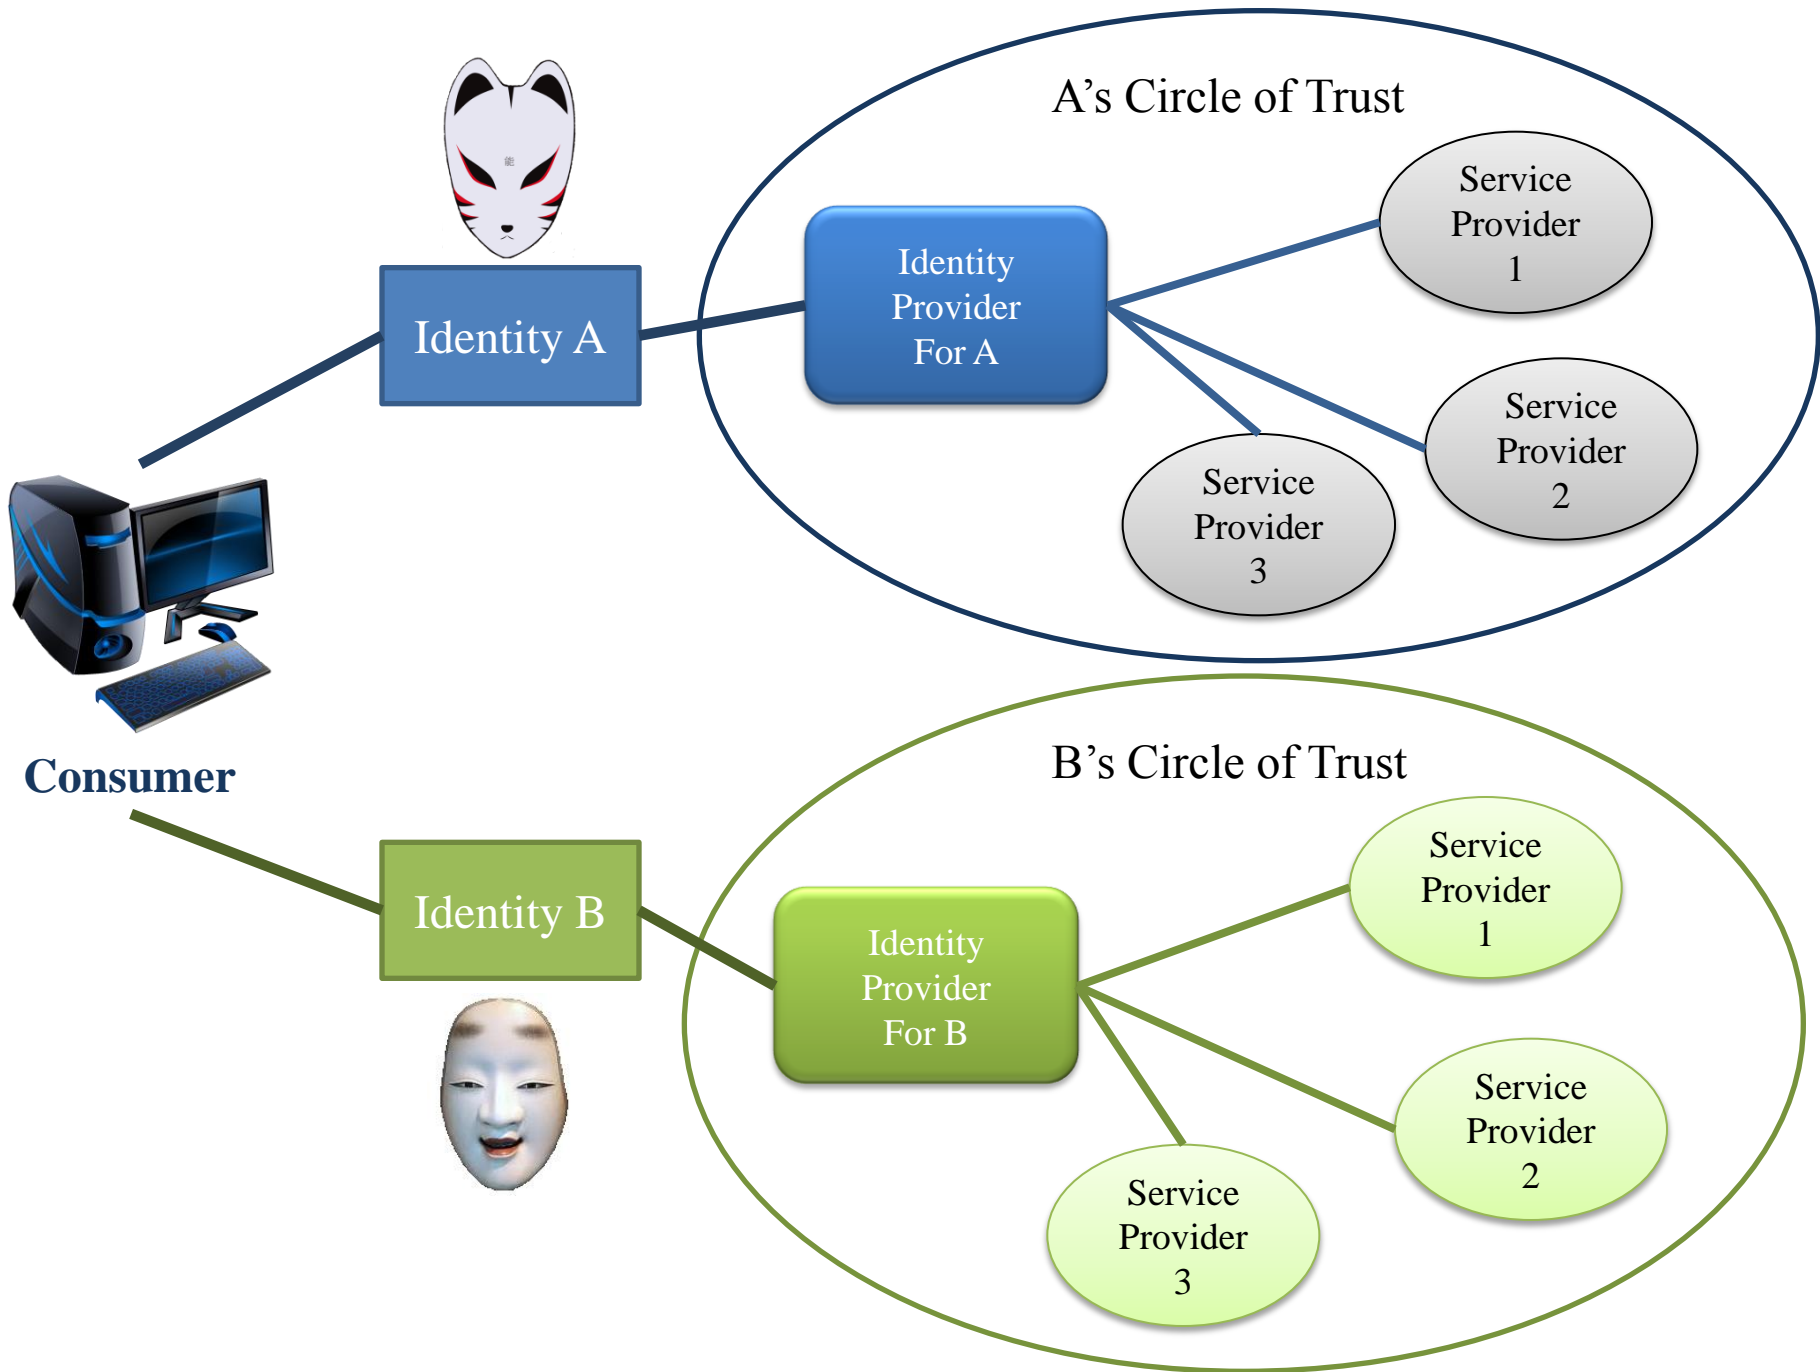 A’s Circle of Trust
Service
Provider
1
Identity
Provider
For A
Identity A
能
Service
Provider
2
Service
Provider
3
Consumer
B’s Circle of Trust
Service
Provider
1
Identity B
Identity
Provider
For B
Service
Provider
2
Service
Provider
3